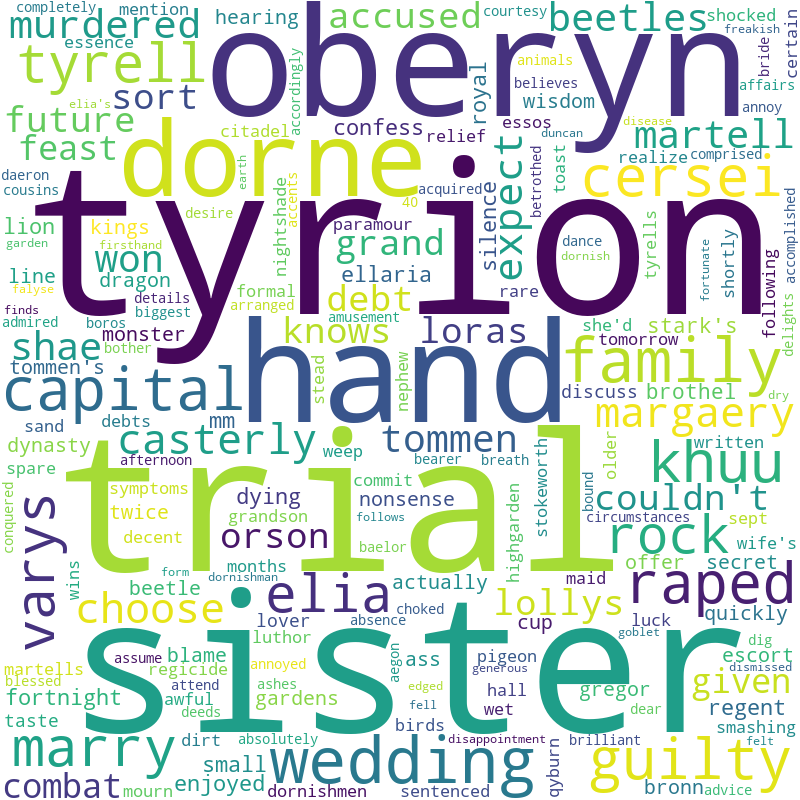 completely
mention
hearing
accused
courtesy
beetles
shocked
murdered
freakish
certain
essence
oberyn
bride
tyrell
accordingly
animals
royal
believes
affairs
sort
elia's
wisdom
annoy
future
citadel
confess
relief
essos
duncan
disease
martell
feast
dorne
expect
betrothed
toast
realize
comprised
cersei
daeron
cousins
earth
desire
nightshade
accents
40
acquired
silence
tyrion
accomplished
lion
kings
paramour
grand
dance
tyrells
fortunate
shortly
following
garden
firsthand
won
formal
ellaria
rare
dornish
line
dragon
falyse
details
arranged
debt
finds
biggest
amusement
admired
boros
monster
knows
loras
she'd
stark's
delights
shae
bother
stead
nephew
hand
family
tomorrow
tommen's
capital
discuss
brothel
sand
debts
mm
margaery
dynasty
casterly
weep
tommen
stokeworth
older
written
dry
spare
afternoon
bearer
breath
khuu
conquered
symptoms
commit
bound
couldn't
trial
twice
dying
nonsense
circumstances
sept
varys
decent
grandson
follows
highgarden
rock
wife's
orson
baelor
wins
months
form
dornishman
offer
secret
beetle
elia
actually
maid
raped
choose
choked
lollys
lover
absence
cup
luck
quickly
luthor
goblet
dig
sister
martells
assume
blame
annoyed
aegon
ass
pigeon
generous
escort
dismissed
blessed
regicide
attend
ashes
edged
hall
gregor
given
fortnight
awful
gardens
fell
wet
dear
regent
taste
deeds
birds
smashing
dirt
absolutely
disappointment
brilliant
felt
marry
small
wedding
qyburn
guilty
combat
mourn
enjoyed
dornishmen
sentenced
bronn
advice